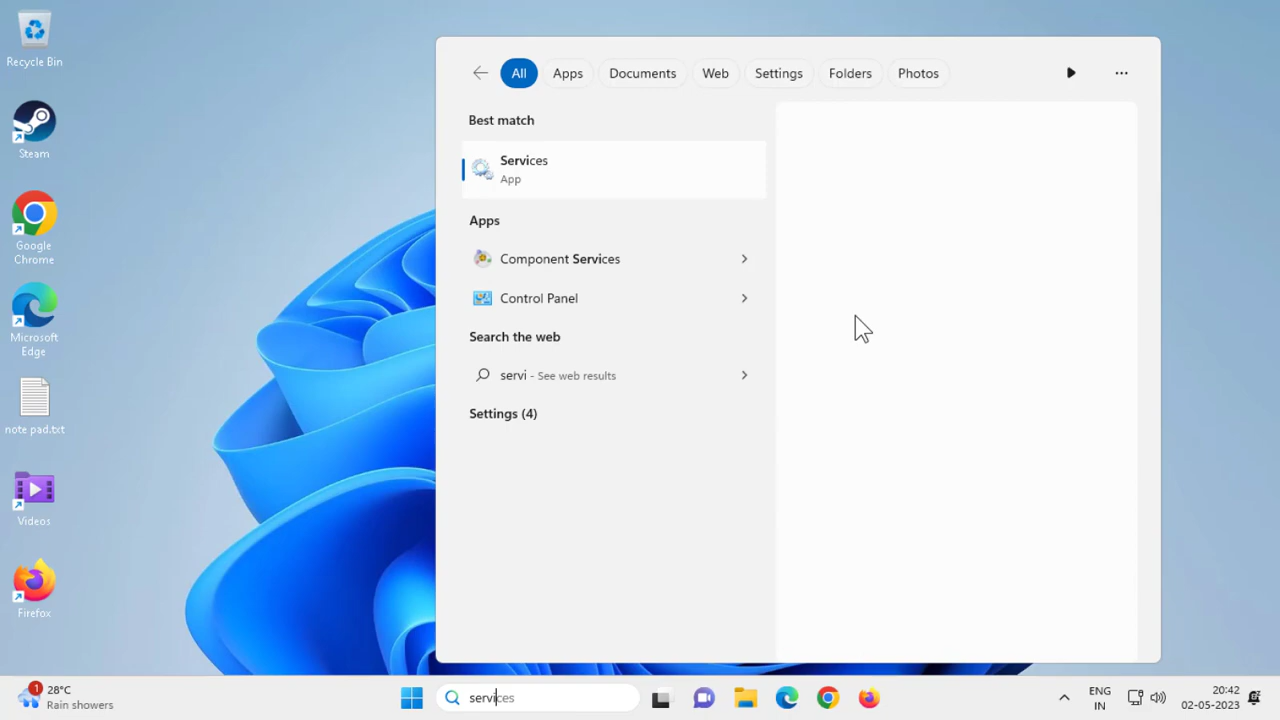 Recycle Bin
Steam
Google
Chrome
Microsoft
Edge
note pad.txt
Videos
Firefox
All
Apps
Documents
Web
Settings
Folders
Photos
Best match
Services
App
Apps
Component Services
Control Panel
Search the web
servi - See web results
Settings (4)
1
28°C
Rain showers
services
ENG
IN
20:42
02-05-2023